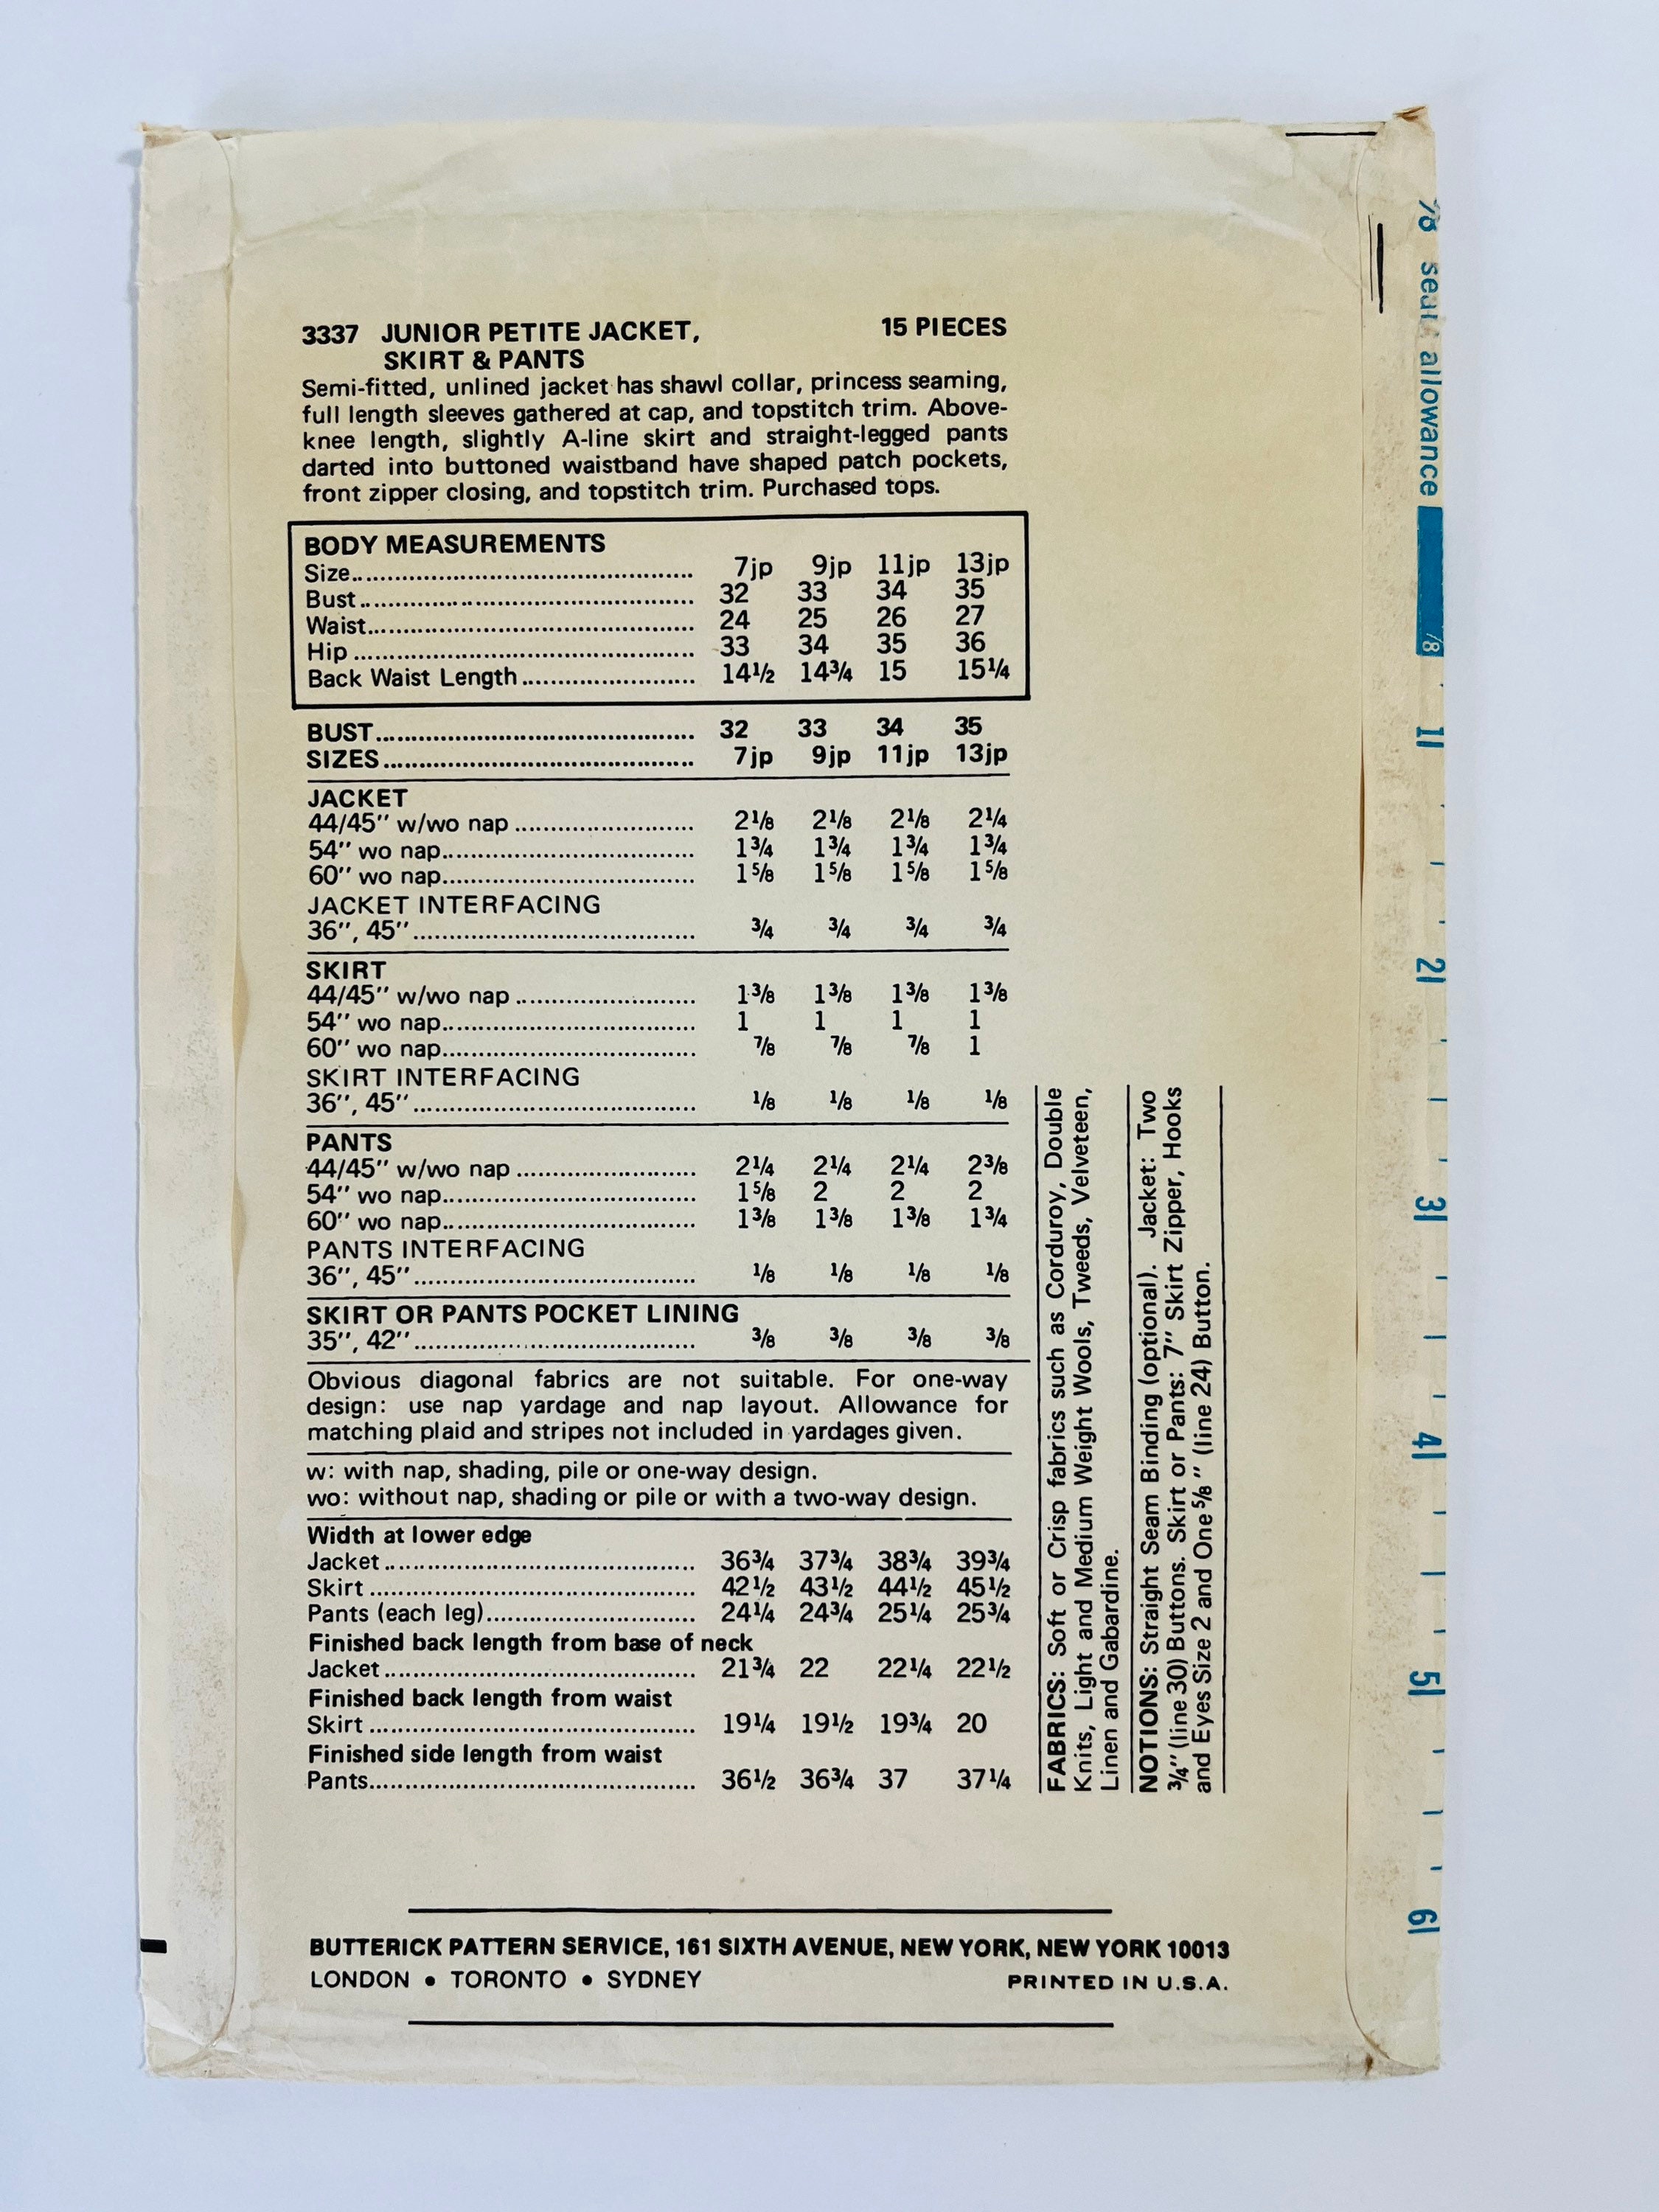 3337 JUNIOR PETITE JACKET, 15 PIECES
SKIRT & PANTS
Semi-fitted, unlined jacket has shawl collar, princess seaming,
full length sleeves gathered at cap, and topstitch trim. Above-
knee length, slightly A-line skirt and straight-legged pants
darted into buttoned waistband have shaped patch pockets,
front zipper closing, and topstitch trim. Purchased tops.
BODY MEASUREMENTS
Size 7jp 9jp 11jp 13jp
Bust 32 33 34 35
Waist 24 25 26 27
Hip 33 34 35 36
Back Waist Length 14½ 14¾ 15 15¼
BUST 32 33 34 35
SIZES 7jp 9jp 11jp 13jp
JACKET
44/45" w/wo nap 2⅛ 2⅛ 2⅛ 2¼
54" wo nap 1¾ 1¾ 1¾ 1¾
60" wo nap 1⅝ 1⅝ 1⅝ 1⅝
JACKET INTERFACING
36", 45" ¾ ¾ ¾ ¾
SKIRT
44/45" w/wo nap 1⅜ 1⅜ 1⅜ 1⅜
54" wo nap 1 1 1 1
60" wo nap ⅞ ⅞ ⅞ 1
SKIRT INTERFACING
36", 45" ⅛ ⅛ ⅛ ⅛
PANTS
44/45" w/wo nap 2¼ 2¼ 2¼ 2⅜
54" wo nap 1⅝ 2 2 2
60" wo nap 1⅜ 1⅜ 1⅜ 1¾
PANTS INTERFACING
36", 45" ⅛ ⅛ ⅛ ⅛
SKIRT OR PANTS POCKET LINING
35", 42" ⅜ ⅜ ⅜ ⅜
Obvious diagonal fabrics are not suitable. For one-way
design: use nap yardage and nap layout. Allowance for
matching plaid and stripes not included in yardages given.
w: with nap, shading, pile or one-way design.
wo: without nap, shading or pile or with a two-way design.
Width at lower edge
Jacket 36¾ 37¾ 38¾ 39¾
Skirt 42½ 43½ 44½ 45½
Pants (each leg) 24¼ 24¾ 25¼ 25¾
Finished back length from base of neck
Jacket 21¾ 22 22¼ 22½
Finished back length from waist
Skirt 19¼ 19½ 19¾ 20
Finished side length from waist
Pants 36½ 36¾ 37 37¼
FABRICS: Soft or Crisp fabrics such as Corduroy, Double
Knits, Light and Medium Weight Wools, Tweeds, Velveteen,
Linen and Gabardine.
NOTIONS: Straight Seam Binding (optional). Jacket: Two
¾" (line 30) Buttons. Skirt or Pants: 7" Skirt Zipper, Hooks
and Eyes Size 2 and One ⅝" (line 24) Button.
BUTTERICK PATTERN SERVICE, 161 SIXTH AVENUE, NEW YORK, NEW YORK 10013
LONDON • TORONTO • SYDNEY PRINTED IN U.S.A.
allowance
1
2
3
4
5
6